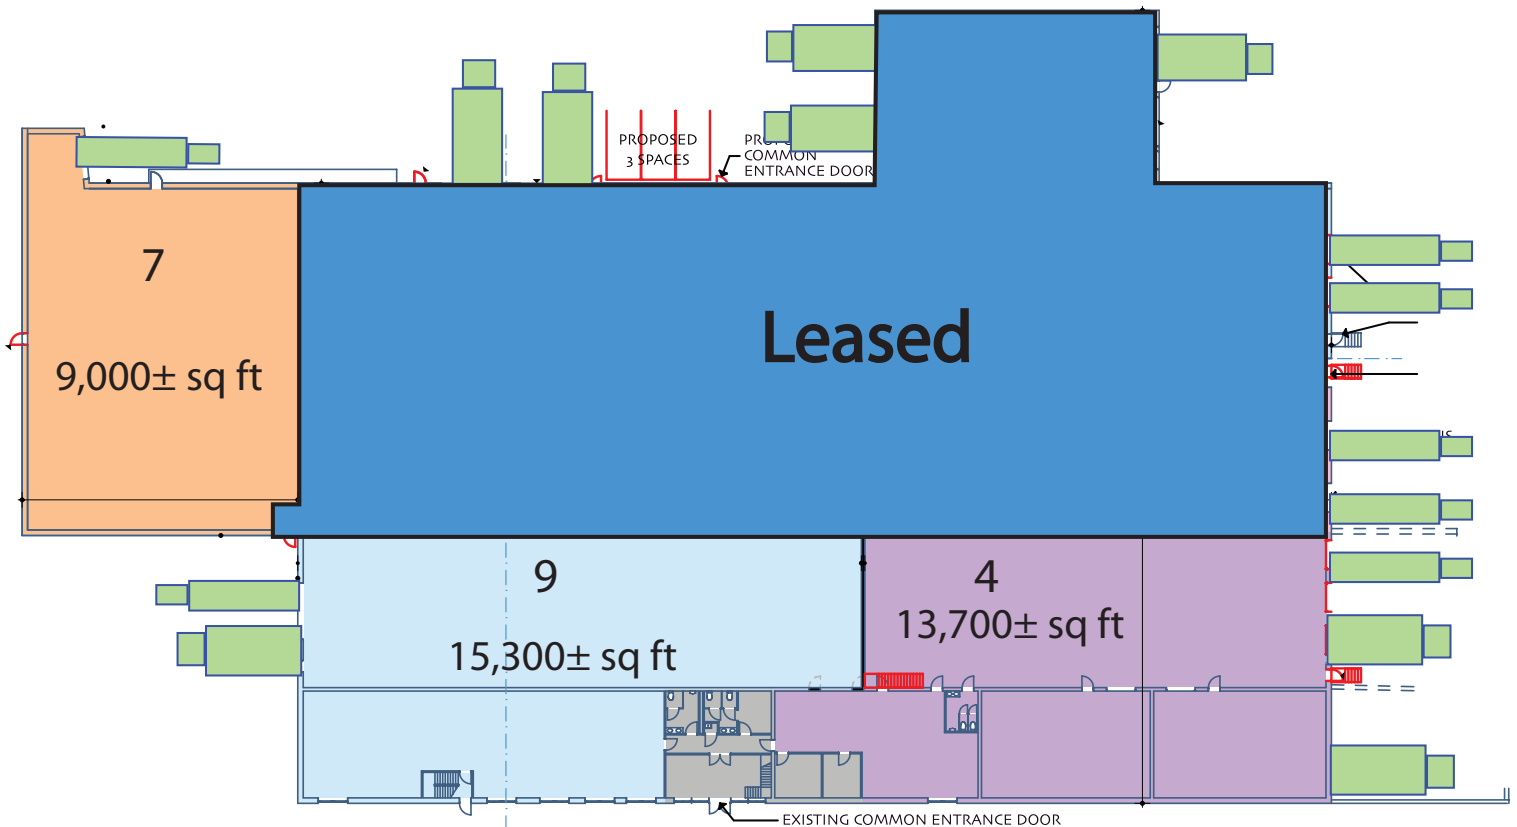 PROPOSED
3 SPACES
COMMON
ENTRANCE DOOR
7
9,000± sq ft
Leased
9
15,300± sq ft
4
13,700± sq ft
EXISTING COMMON ENTRANCE DOOR